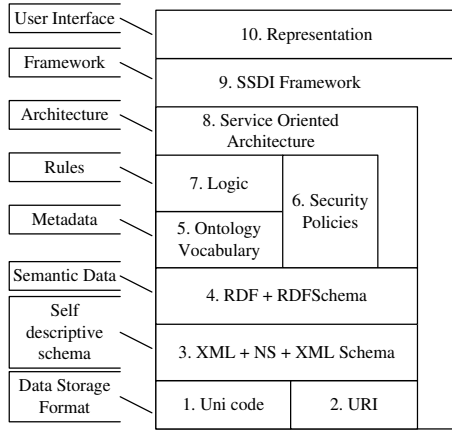 User Interface
10. Representation
Framework
9. SSDI Framework
Architecture
8. Service Oriented
Architecture
Rules
7. Logic
6. Security
Policies
Metadata
5. Ontology
Vocabulary
Semantic Data
4. RDF + RDFSchema
Self
descriptive
schema
3. XML + NS + XML Schema
Data Storage
Format
1. Uni code
2. URI